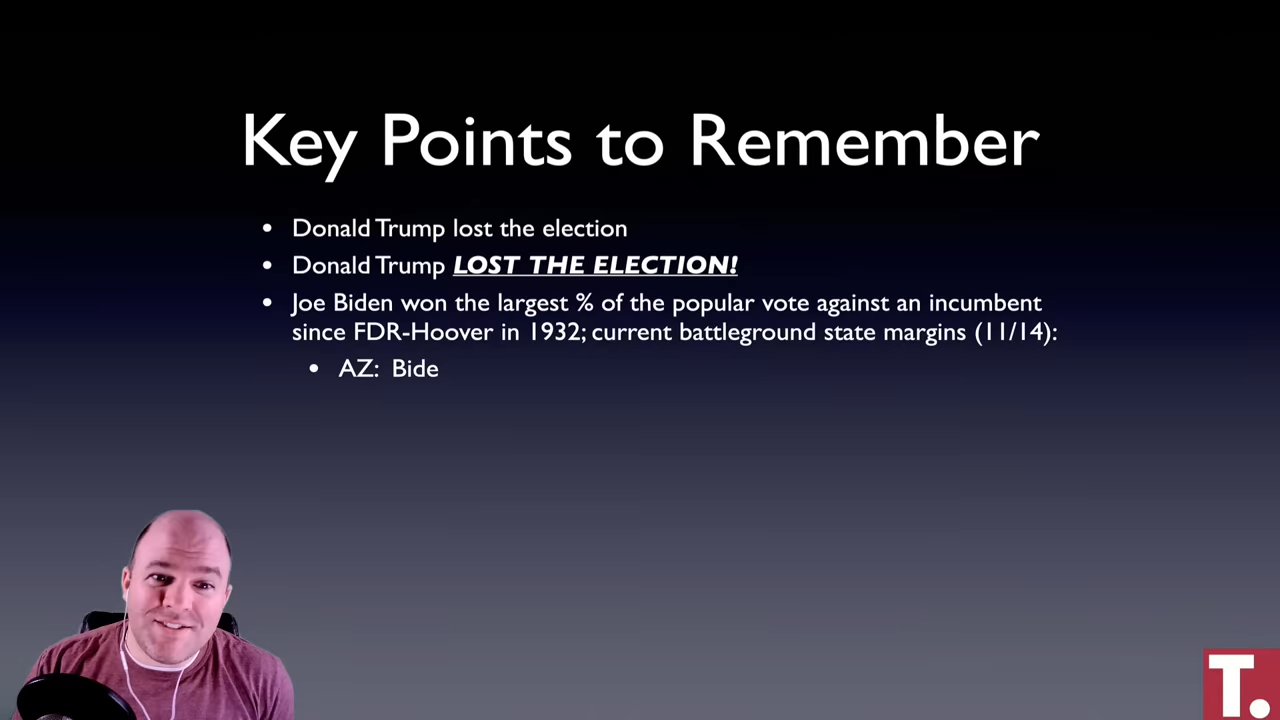 Key Points to Remember
• Donald Trump lost the election
• Donald Trump LOST THE ELECTION!
• Joe Biden won the largest % of the popular vote against an incumbent
since FDR-Hoover in 1932; current battleground state margins (11/14):
• AZ: Bide
T.